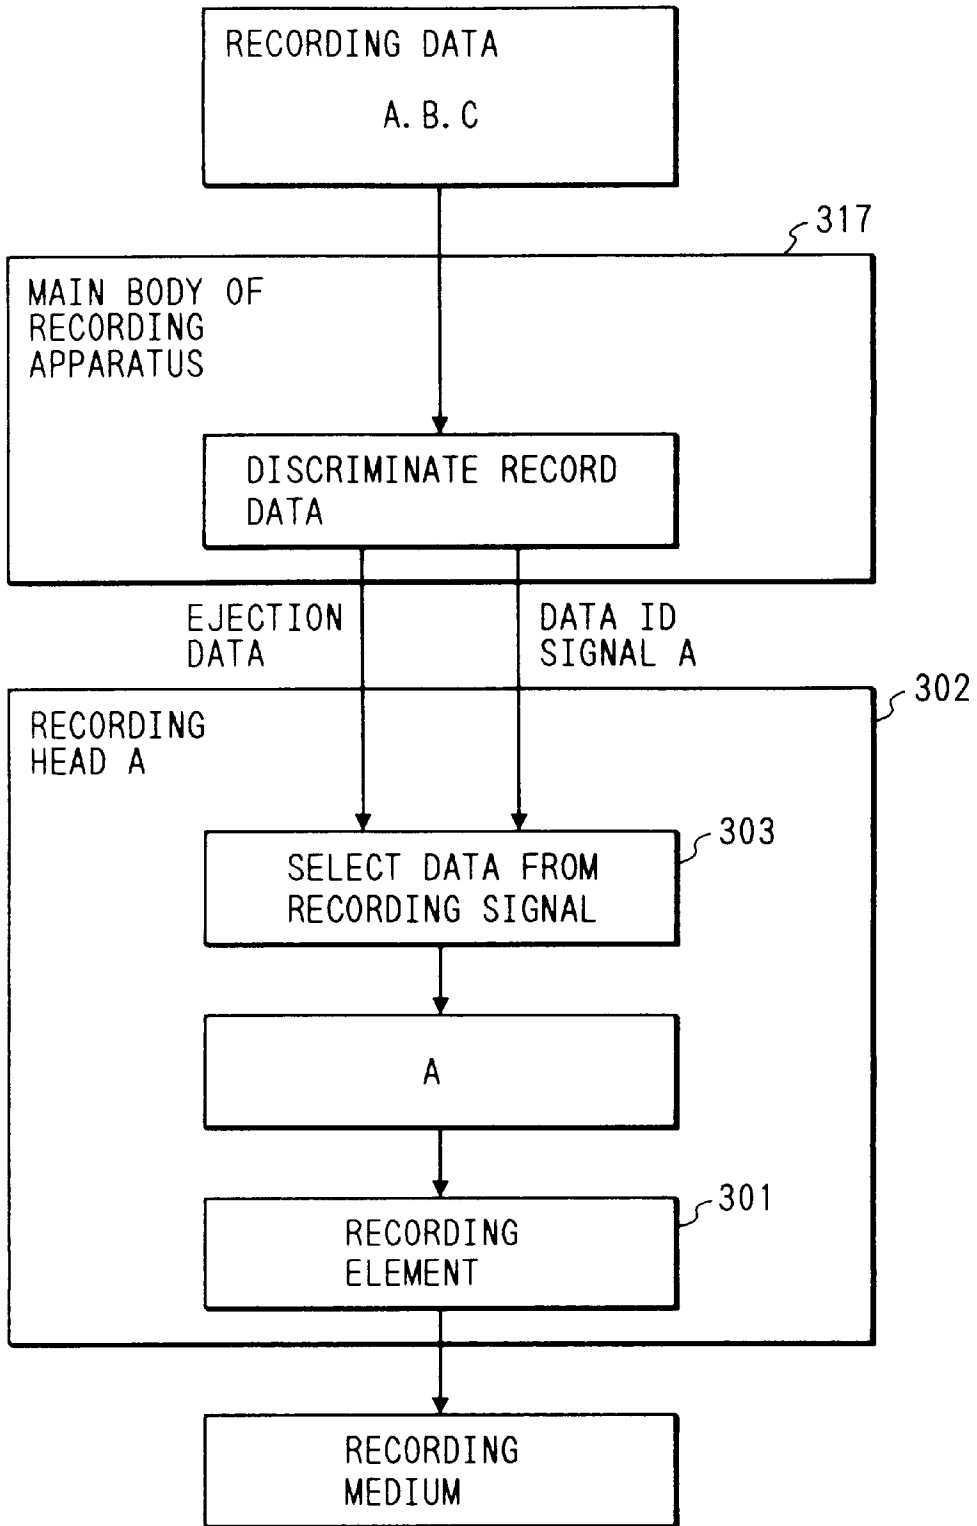 RECORDING DATA
A.B.C
317
MAIN BODY OF
RECORDING
APPARATUS
DISCRIMINATE RECORD
DATA
EJECTION
DATA
DATA ID
SIGNAL A
302
RECORDING
HEAD A
303
SELECT DATA FROM
RECORDING SIGNAL
A
301
RECORDING
ELEMENT
RECORDING
MEDIUM